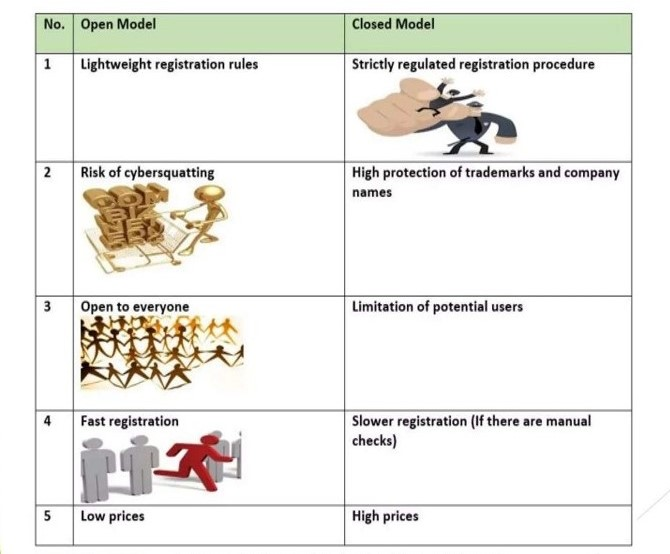 No. Open Model Closed Model
1 Lightweight registration rules Strictly regulated registration procedure
2 Risk of cybersquatting High protection of trademarks and company
names
COM
BIZ
3 Open to everyone Limitation of potential users
4 Fast registration Slower registration (If there are manual
checks)
5 Low prices High prices